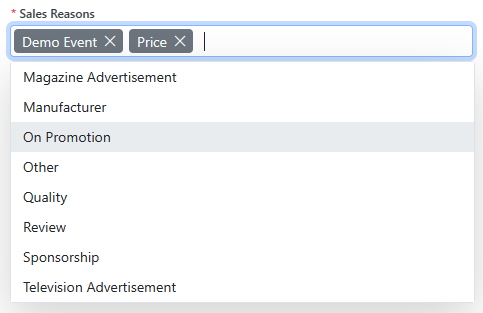 * Sales Reasons
Demo Event × Price ×
Magazine Advertisement
Manufacturer
On Promotion
Other
Quality
Review
Sponsorship
Television Advertisement